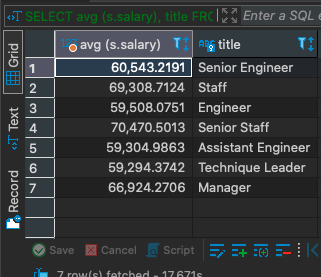 SELECT avg (s.salary), title FRO
Enter a SQL e
Grid
123 avg (s.salary)
ABC title
1 60,543.2191 Senior Engineer
2 69,308.7124 Staff
3 59,508.0751 Engineer
4 70,470.5013 Senior Staff
5 59,304.9863 Assistant Engineer
6 59,294.3742 Technique Leader
7 66,924.2706 Manager
Text
Record
Save Cancel Script
7 row(s) fetched - 17.671s